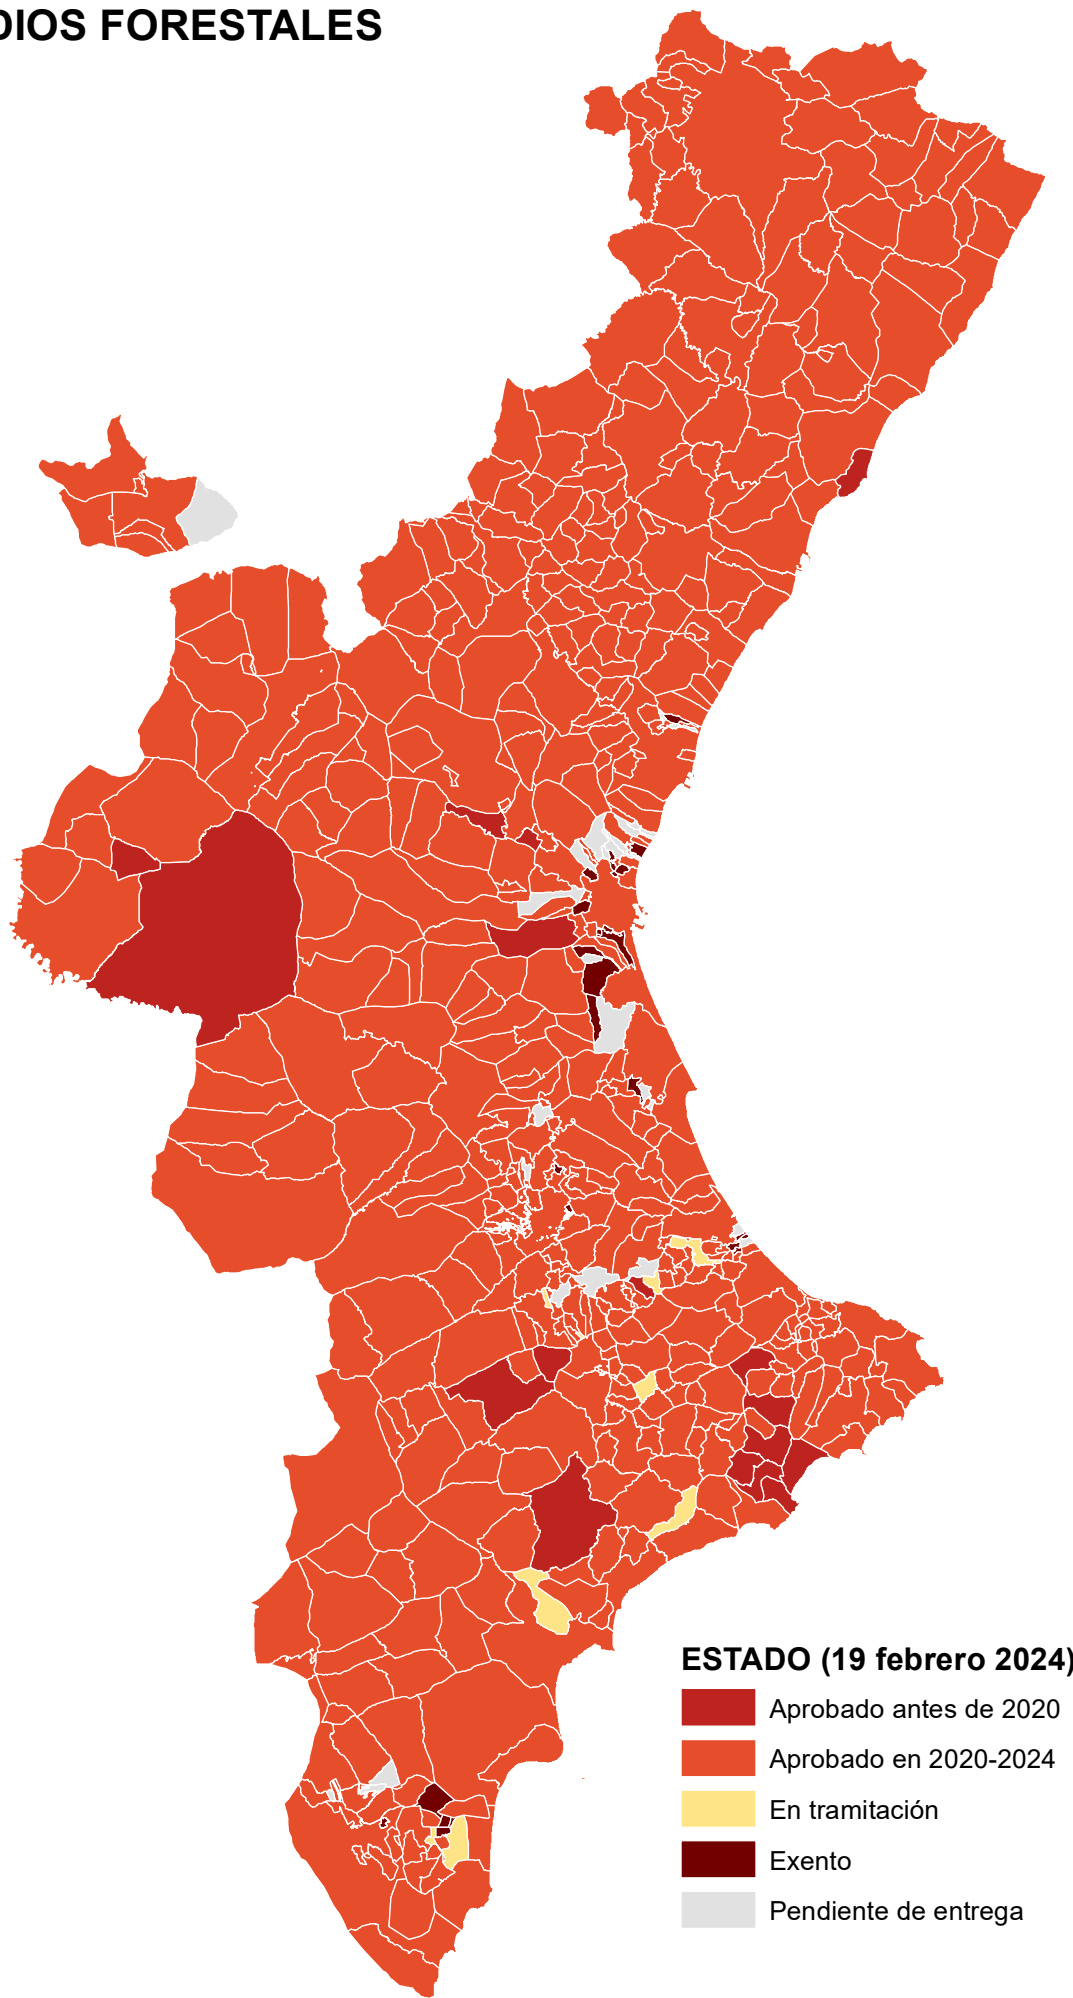 DIOS FORESTALES
ESTADO (19 febrero 2024)
Aprobado antes de 2020
Aprobado en 2020-2024
En tramitación
Exento
Pendiente de entrega